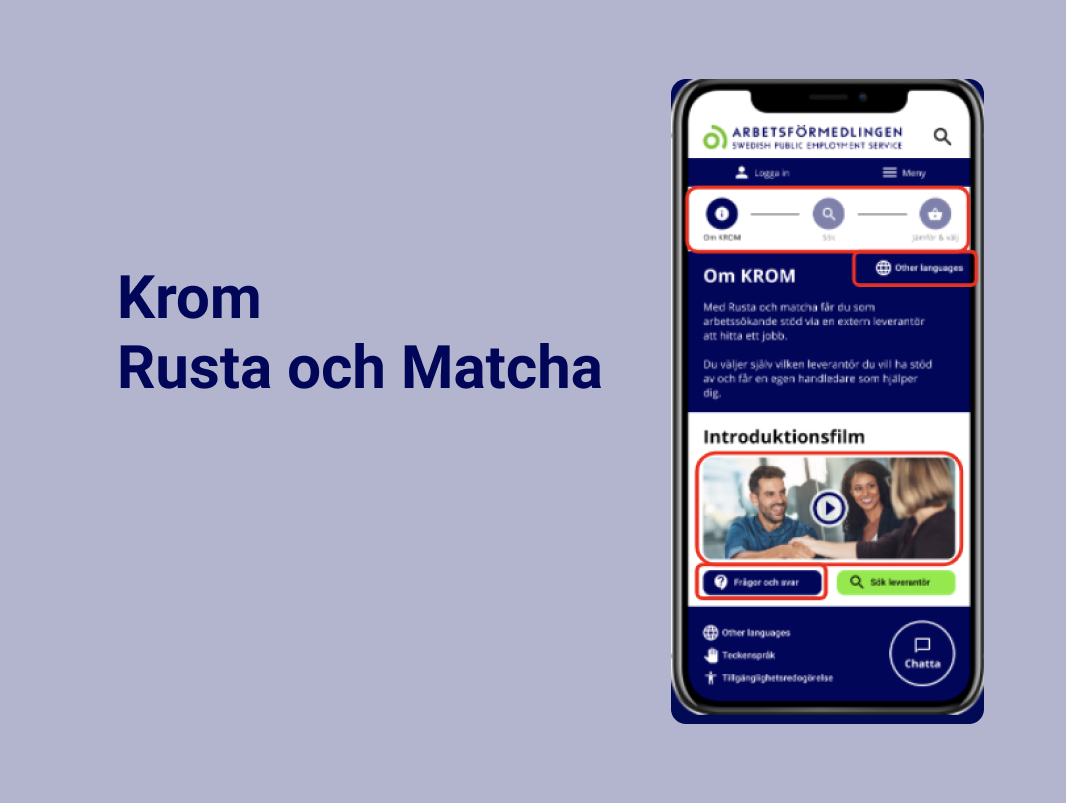 Krom
Rusta och Matcha
ARBETSFÖRMEDLINGEN
SWEDISH PUBLIC EMPLOYMENT SERVICE
Logga in
Meny
Om KROM
Sök
Jämför & välj
Other languages
Om KROM
Med Rusta och matcha får du som
arbetssökande stöd via en extern leverantör
att hitta ett jobb.
Du väljer själv vilken leverantör du vill ha stöd
av och får en egen handledare som hjälper
dig.
Introduktionsfilm
Frågor och svar
Sök leverantör
Other languages
Teckenspråk
Tillgänglighetsredogörelse
Chatta